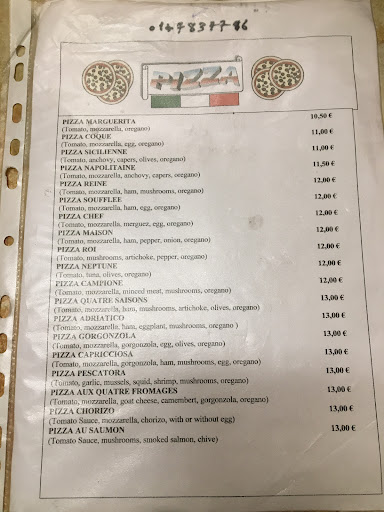 0147837786
PIZZA
PIZZA MARGUERITA 10,50 €
(Tomato, mozzarella, oregano)
PIZZA COQUE 11,00 €
(Tomato, mozzarella, egg, oregano)
PIZZA SICILIENNE 11,00 €
(Tomato, anchovy, capers, olives, oregano)
PIZZA NAPOLITAINE 11,50 €
(Tomato, mozzarella, anchovy, capers, oregano)
PIZZA REINE 12,00 €
(Tomato, mozzarella, ham, mushrooms, oregano)
PIZZA SOUFFLEE 12,00 €
(Tomato, mozzarella, ham, egg, oregano)
PIZZA CHEF 12,00 €
(Tomato, mozzarella, merguez, egg, oregano)
PIZZA MAISON 12,00 €
(Tomato, mozzarella, ham, pepper, onion, oregano)
PIZZA ROI 12,00 €
(Tomato, mushrooms, artichoke, pepper, oregano)
PIZZA NEPTUNE 12,00 €
(Tomato, tuna, olives, oregano)
PIZZA CAMPIONE 12,00 €
(Tomato, mozzarella, minced meat, mushrooms, oregano)
PIZZA QUATRE SAISONS 13,00 €
(Tomato, mozzarella, ham, mushrooms, artichoke, olives, oregano)
PIZZA ADRIATICO 13,00 €
(Tomato, mozzarella, ham, eggplant, mushrooms, oregano )
PIZZA GORGONZOLA 13,00 €
(Tomato, mozzarella, gorgonzola, egg, olives, oregano)
PIZZA CAPRICCIOSA 13,00 €
(Tomato, mozzarella, gorgonzola, ham, mushrooms, egg, oregano)
PIZZA PESCATORA 13,00 €
(Tomato, garlic, mussels, squid, shrimp, mushrooms, oregano)
PIZZA AUX QUATRE FROMAGES 13,00 €
(Tomato, mozzarella, goat cheese, camembert, gorgonzola, oregano)
PIZZA CHORIZO 13,00 €
(Tomato Sauce, mozzarella, chorizo, with or without egg)
PIZZA AU SAUMON 13,00 €
(Tomato Sauce, mushrooms, smoked salmon, chive)